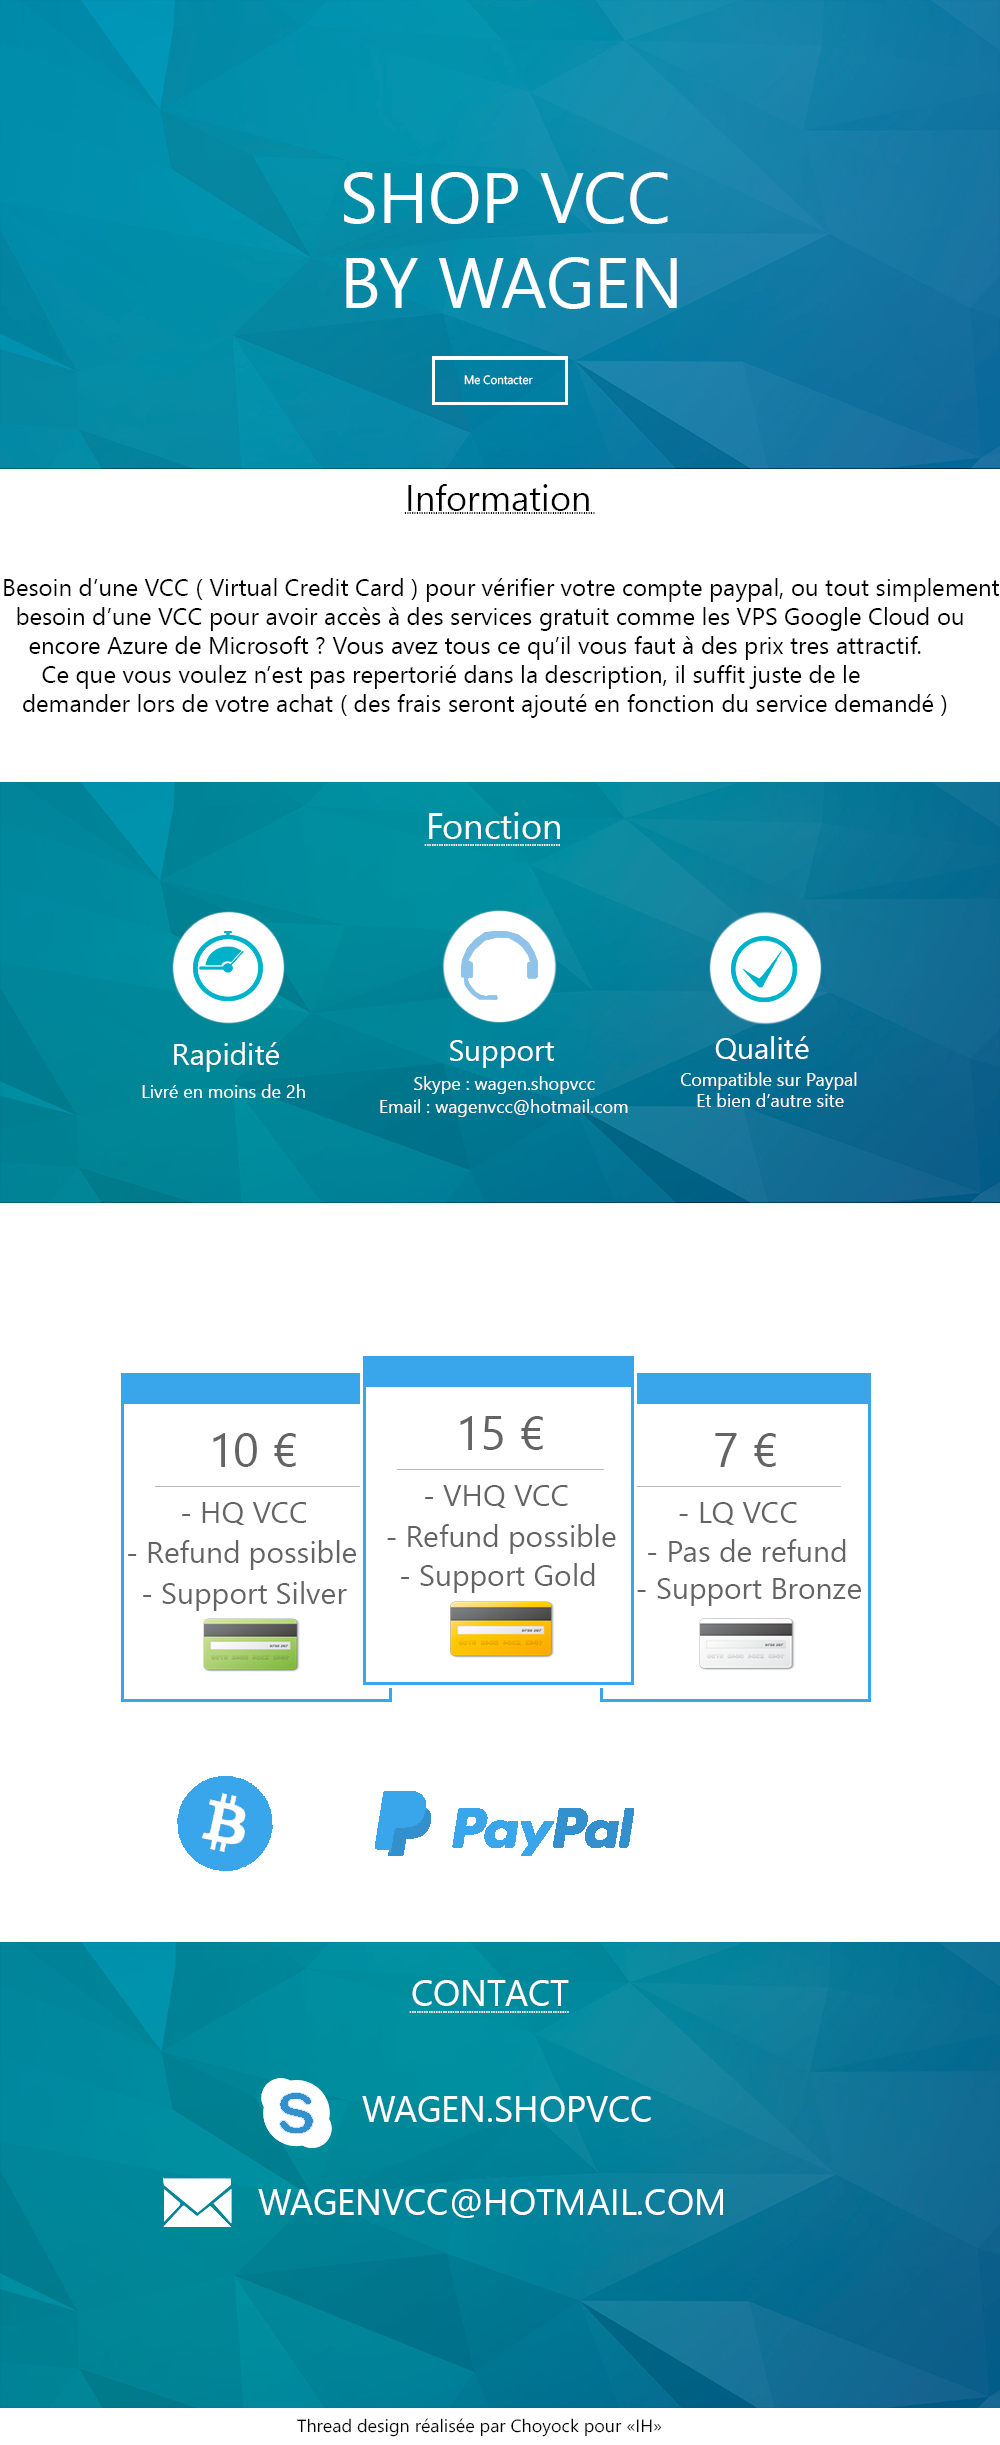 SHOP VCC
BY WAGEN
Me Contacter
Information
Besoin d’une VCC ( Virtual Credit Card ) pour vérifier votre compte paypal, ou tout simplement
besoin d’une VCC pour avoir accès à des services gratuit comme les VPS Google Cloud ou
encore Azure de Microsoft ? Vous avez tous ce qu’il vous faut à des prix tres attractif.
Ce que vous voulez n’est pas repertorié dans la description, il suffit juste de le
demander lors de votre achat ( des frais seront ajouté en fonction du service demandé )
Fonction
Rapidité
Livré en moins de 2h
Support
Skype : wagen.shopvcc
Email : wagenvcc@hotmail.com
Qualité
Compatible sur Paypal
Et bien d’autre site
10 €
- HQ VCC
- Refund possible
- Support Silver
15 €
- VHQ VCC
- Refund possible
- Support Gold
7 €
- LQ VCC
- Pas de refund
- Support Bronze
PayPal
CONTACT
WAGEN.SHOPVCC
WAGENVCC@HOTMAIL.COM
Thread design réalisée par Choyock pour «IH»